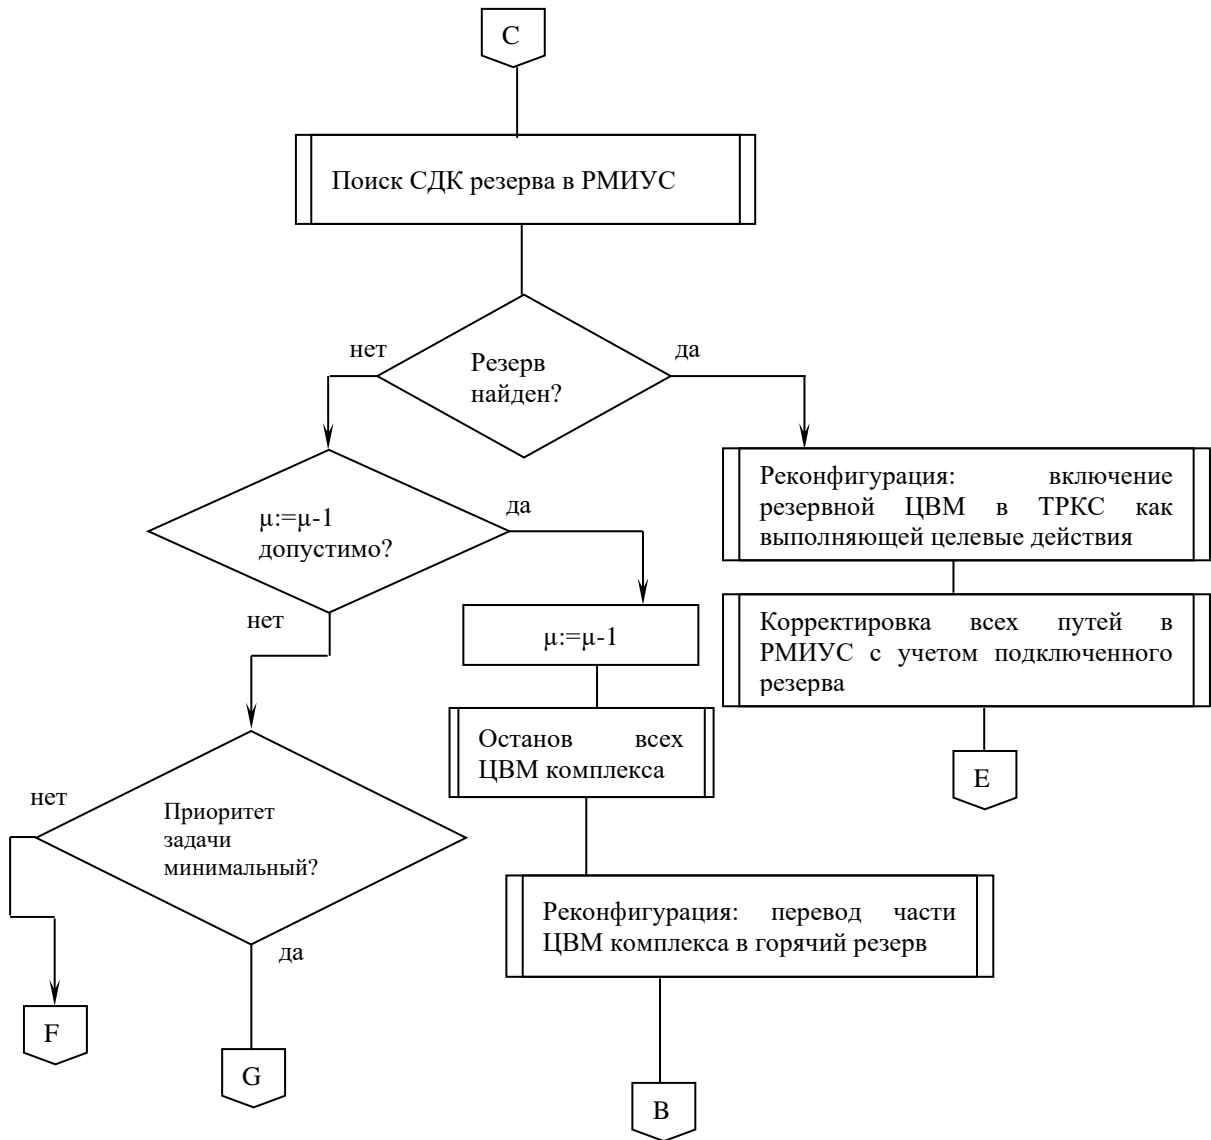 C
Поиск СДК резерва в РМИУС
нет
да
Резерв
найден?
µ:=µ-1
допустимо?
да
нет
Реконфигурация: включение
резервной ЦВМ в ТРКС как
выполняющей целевые действия
µ:=µ-1
Корректировка всех путей в
РМИУС с учетом подключенного
резерва
Останов всех
ЦВМ комплекса
E
нет
Приоритет
задачи
минимальный?
да
Реконфигурация: перевод части
ЦВМ комплекса в горячий резерв
F
G
B